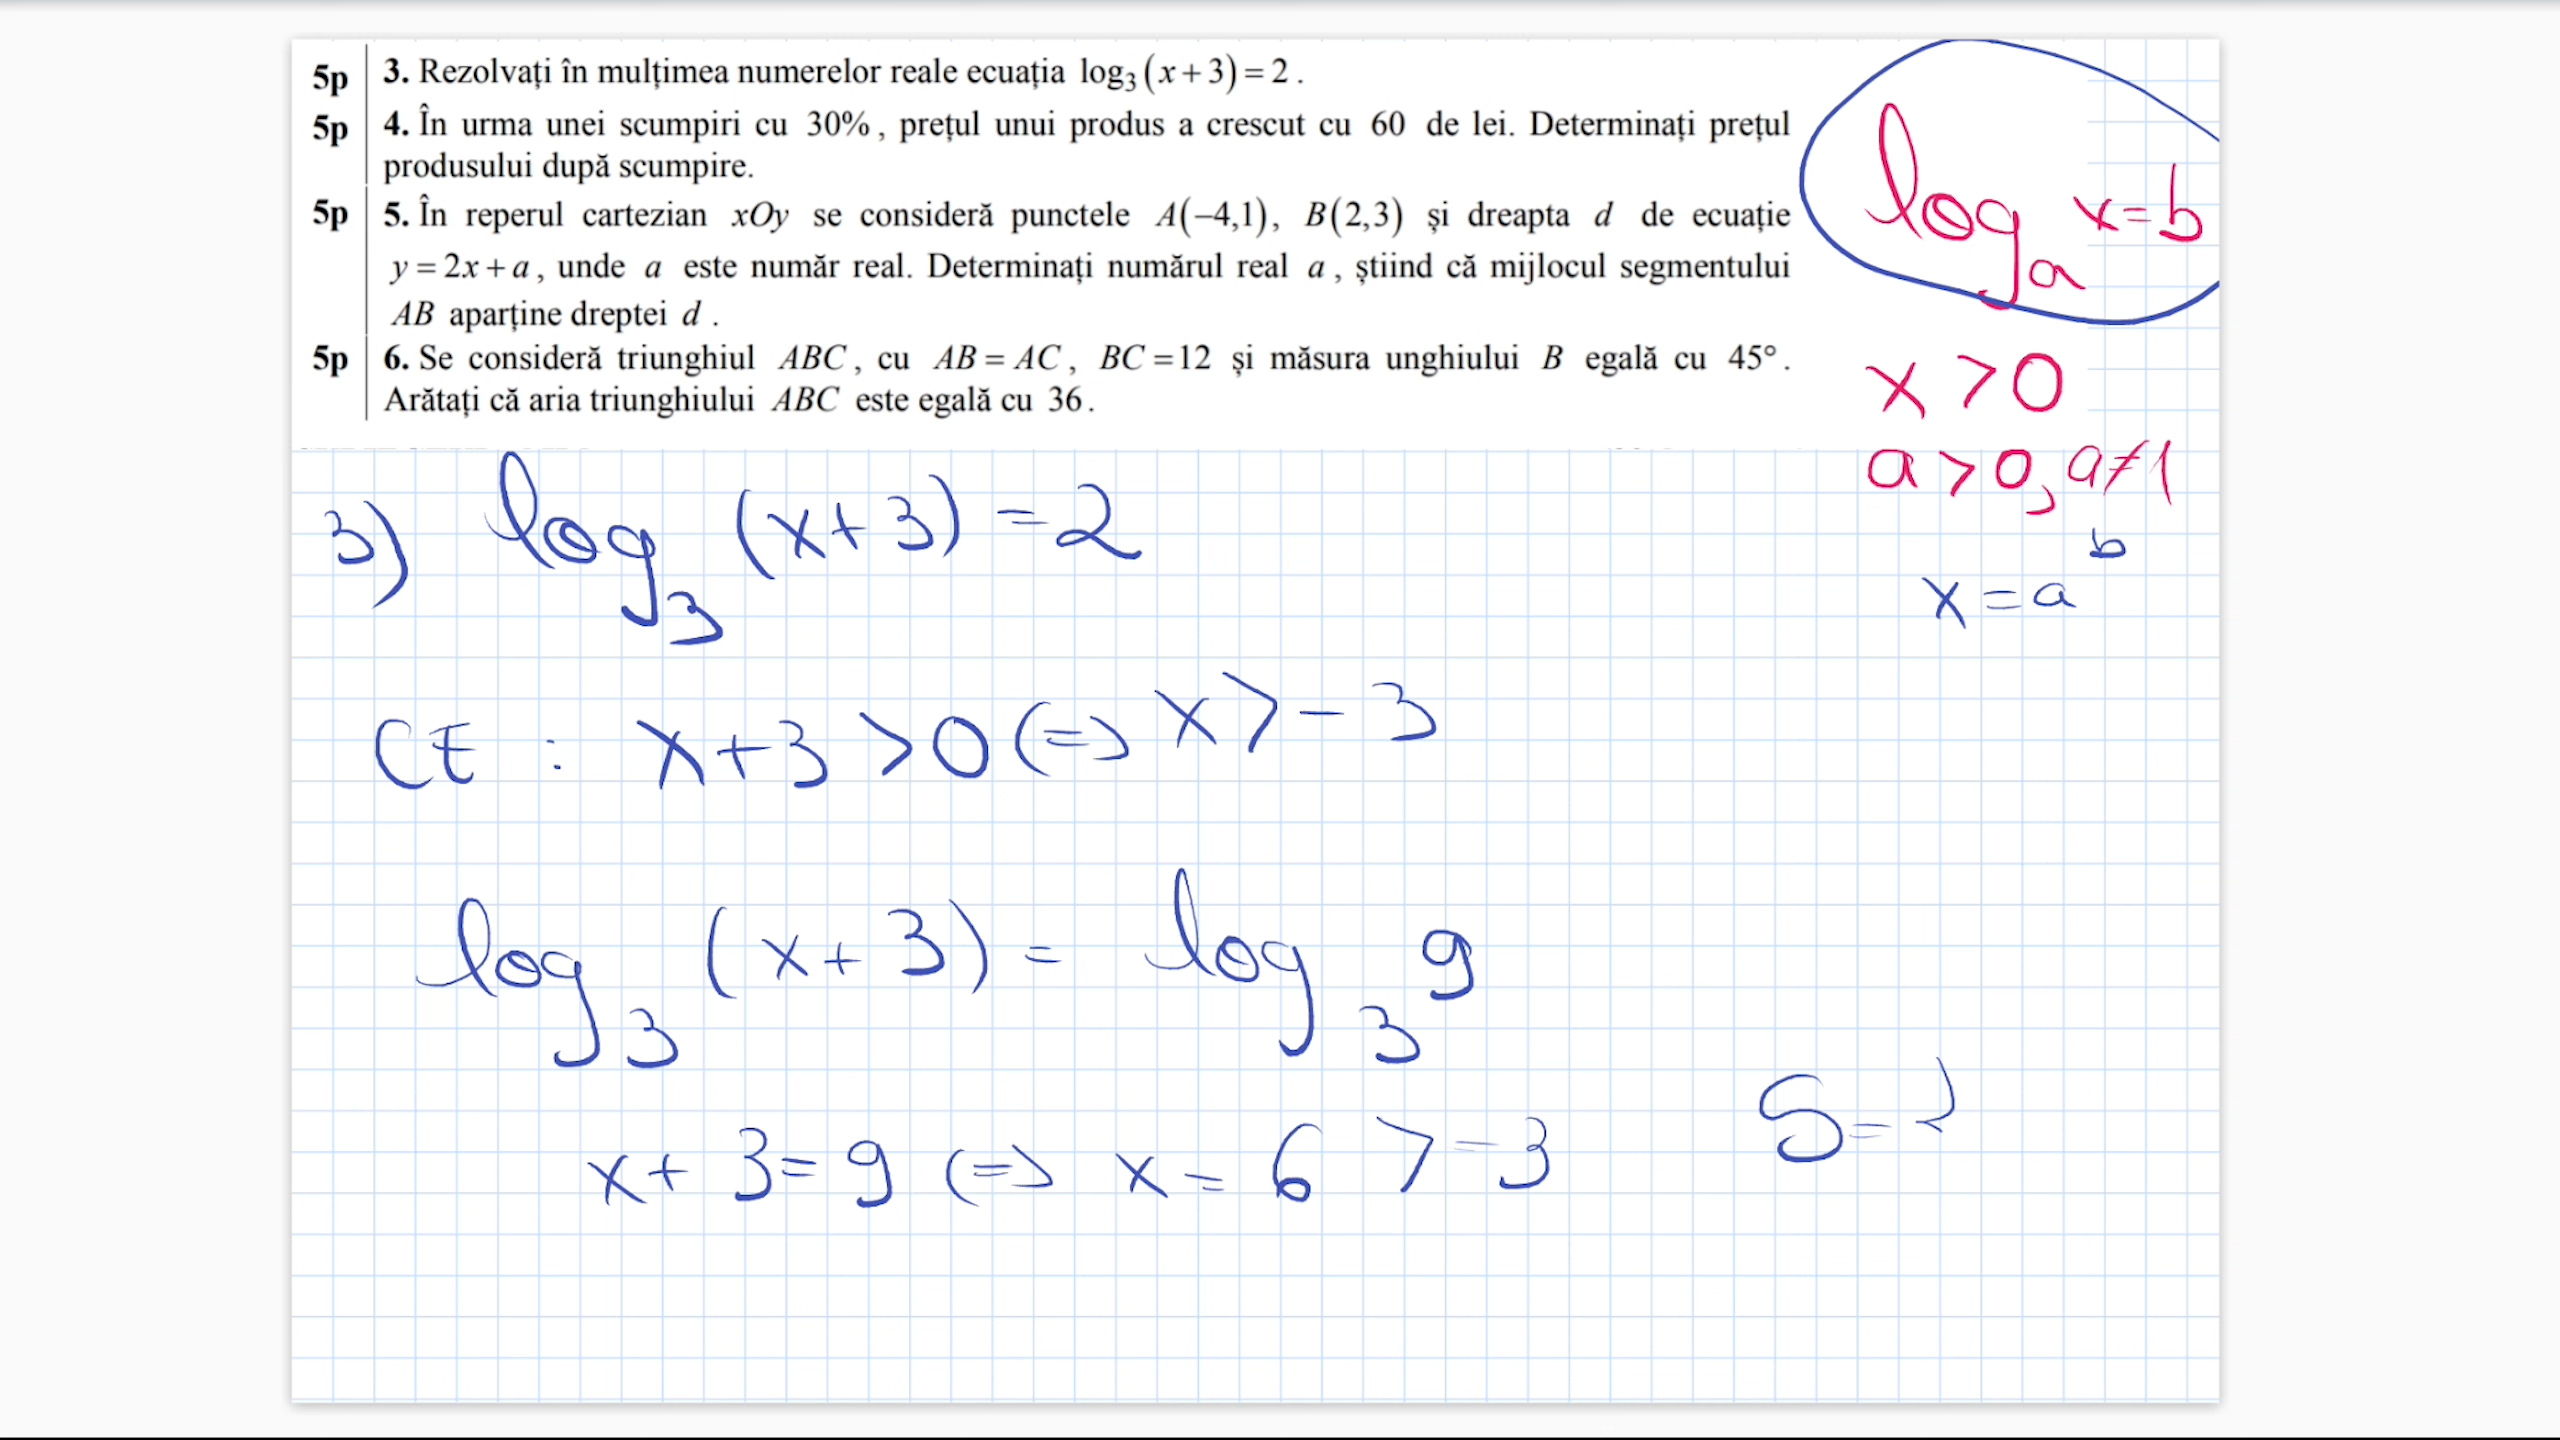 5p 3. Rezolvați în mulțimea numerelor reale ecuația log₃(x+3)=2.
5p 4. În urma unei scumpiri cu 30%, prețul unui produs a crescut cu 60 de lei. Determinați prețul
produsului după scumpire.
5p 5. În reperul cartezian xOy se consideră punctele A(−4,1), B(2,3) și dreapta d de ecuație
y=2x+a, unde a este număr real. Determinați numărul real a, știind că mijlocul segmentului
AB aparține dreptei d.
5p 6. Se consideră triunghiul ABC, cu AB=AC, BC=12 și măsura unghiului B egală cu 45°.
Arătați că aria triunghiului ABC este egală cu 36.
logₐ x=b
x>0
a>0, a≠1
x=aᵇ
3) log₃ (x+3)=2
CE : x+3>0 (=) x>-3
log₃ (x+3) = log₃ 9
x+3=9 (=) x=6 >-3
S=